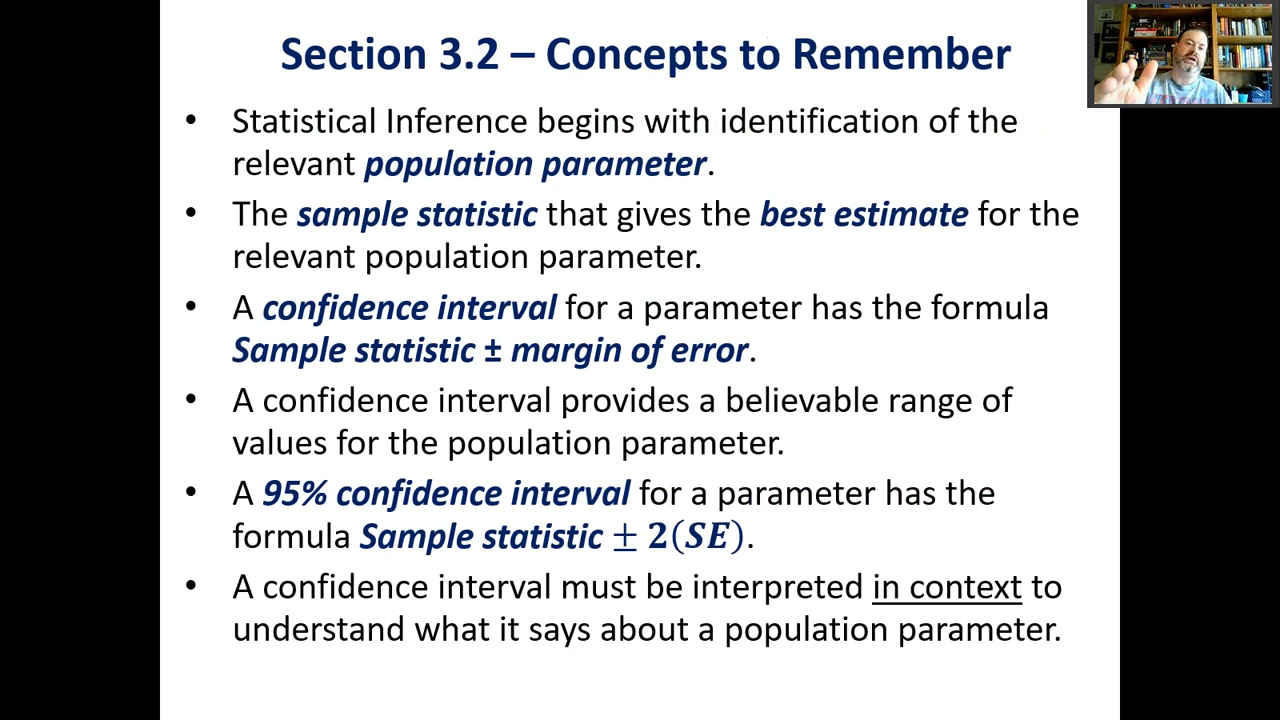 Section 3.2 – Concepts to Remember
• Statistical Inference begins with identification of the
relevant population parameter.
• The sample statistic that gives the best estimate for the
relevant population parameter.
• A confidence interval for a parameter has the formula
Sample statistic ± margin of error.
• A confidence interval provides a believable range of
values for the population parameter.
• A 95% confidence interval for a parameter has the
formula Sample statistic ± 2(SE).
• A confidence interval must be interpreted in context to
understand what it says about a population parameter.